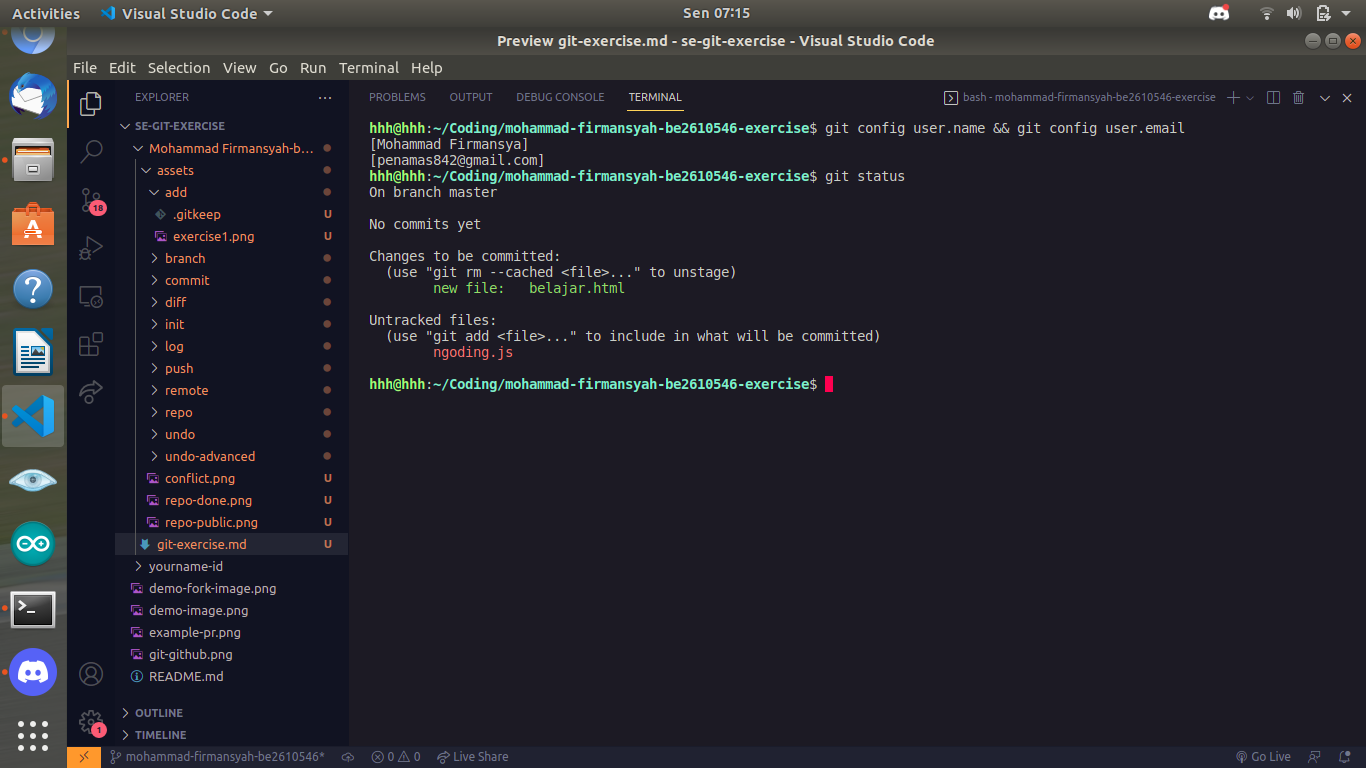 Activities Visual Studio Code Sen 07:15
Preview git-exercise.md - se-git-exercise - Visual Studio Code
File Edit Selection View Go Run Terminal Help
EXPLORER ...
SE-GIT-EXERCISE
Mohammad Firmansyah-b...
assets
add
.gitkeep U
exercise1.png U
branch
commit
diff
init
log
push
remote
repo
undo
undo-advanced
conflict.png U
repo-done.png U
repo-public.png U
git-exercise.md U
yourname-id
demo-fork-image.png
demo-image.png
example-pr.png
git-github.png
README.md
OUTLINE
TIMELINE
18
1
PROBLEMS OUTPUT DEBUG CONSOLE TERMINAL bash - mohammad-firmansyah-be2610546-exercise
hhh@hhh:~/Coding/mohammad-firmansyah-be2610546-exercise$ git config user.name && git config user.email
[Mohammad Firmansya]
[penamas842@gmail.com]
hhh@hhh:~/Coding/mohammad-firmansyah-be2610546-exercise$ git status
On branch master
No commits yet
Changes to be committed:
(use "git rm --cached <file>..." to unstage)
new file: belajar.html
Untracked files:
(use "git add <file>..." to include in what will be committed)
ngoding.js
hhh@hhh:~/Coding/mohammad-firmansyah-be2610546-exercise$
mohammad-firmansyah-be2610546* 0 0 Live Share Go Live